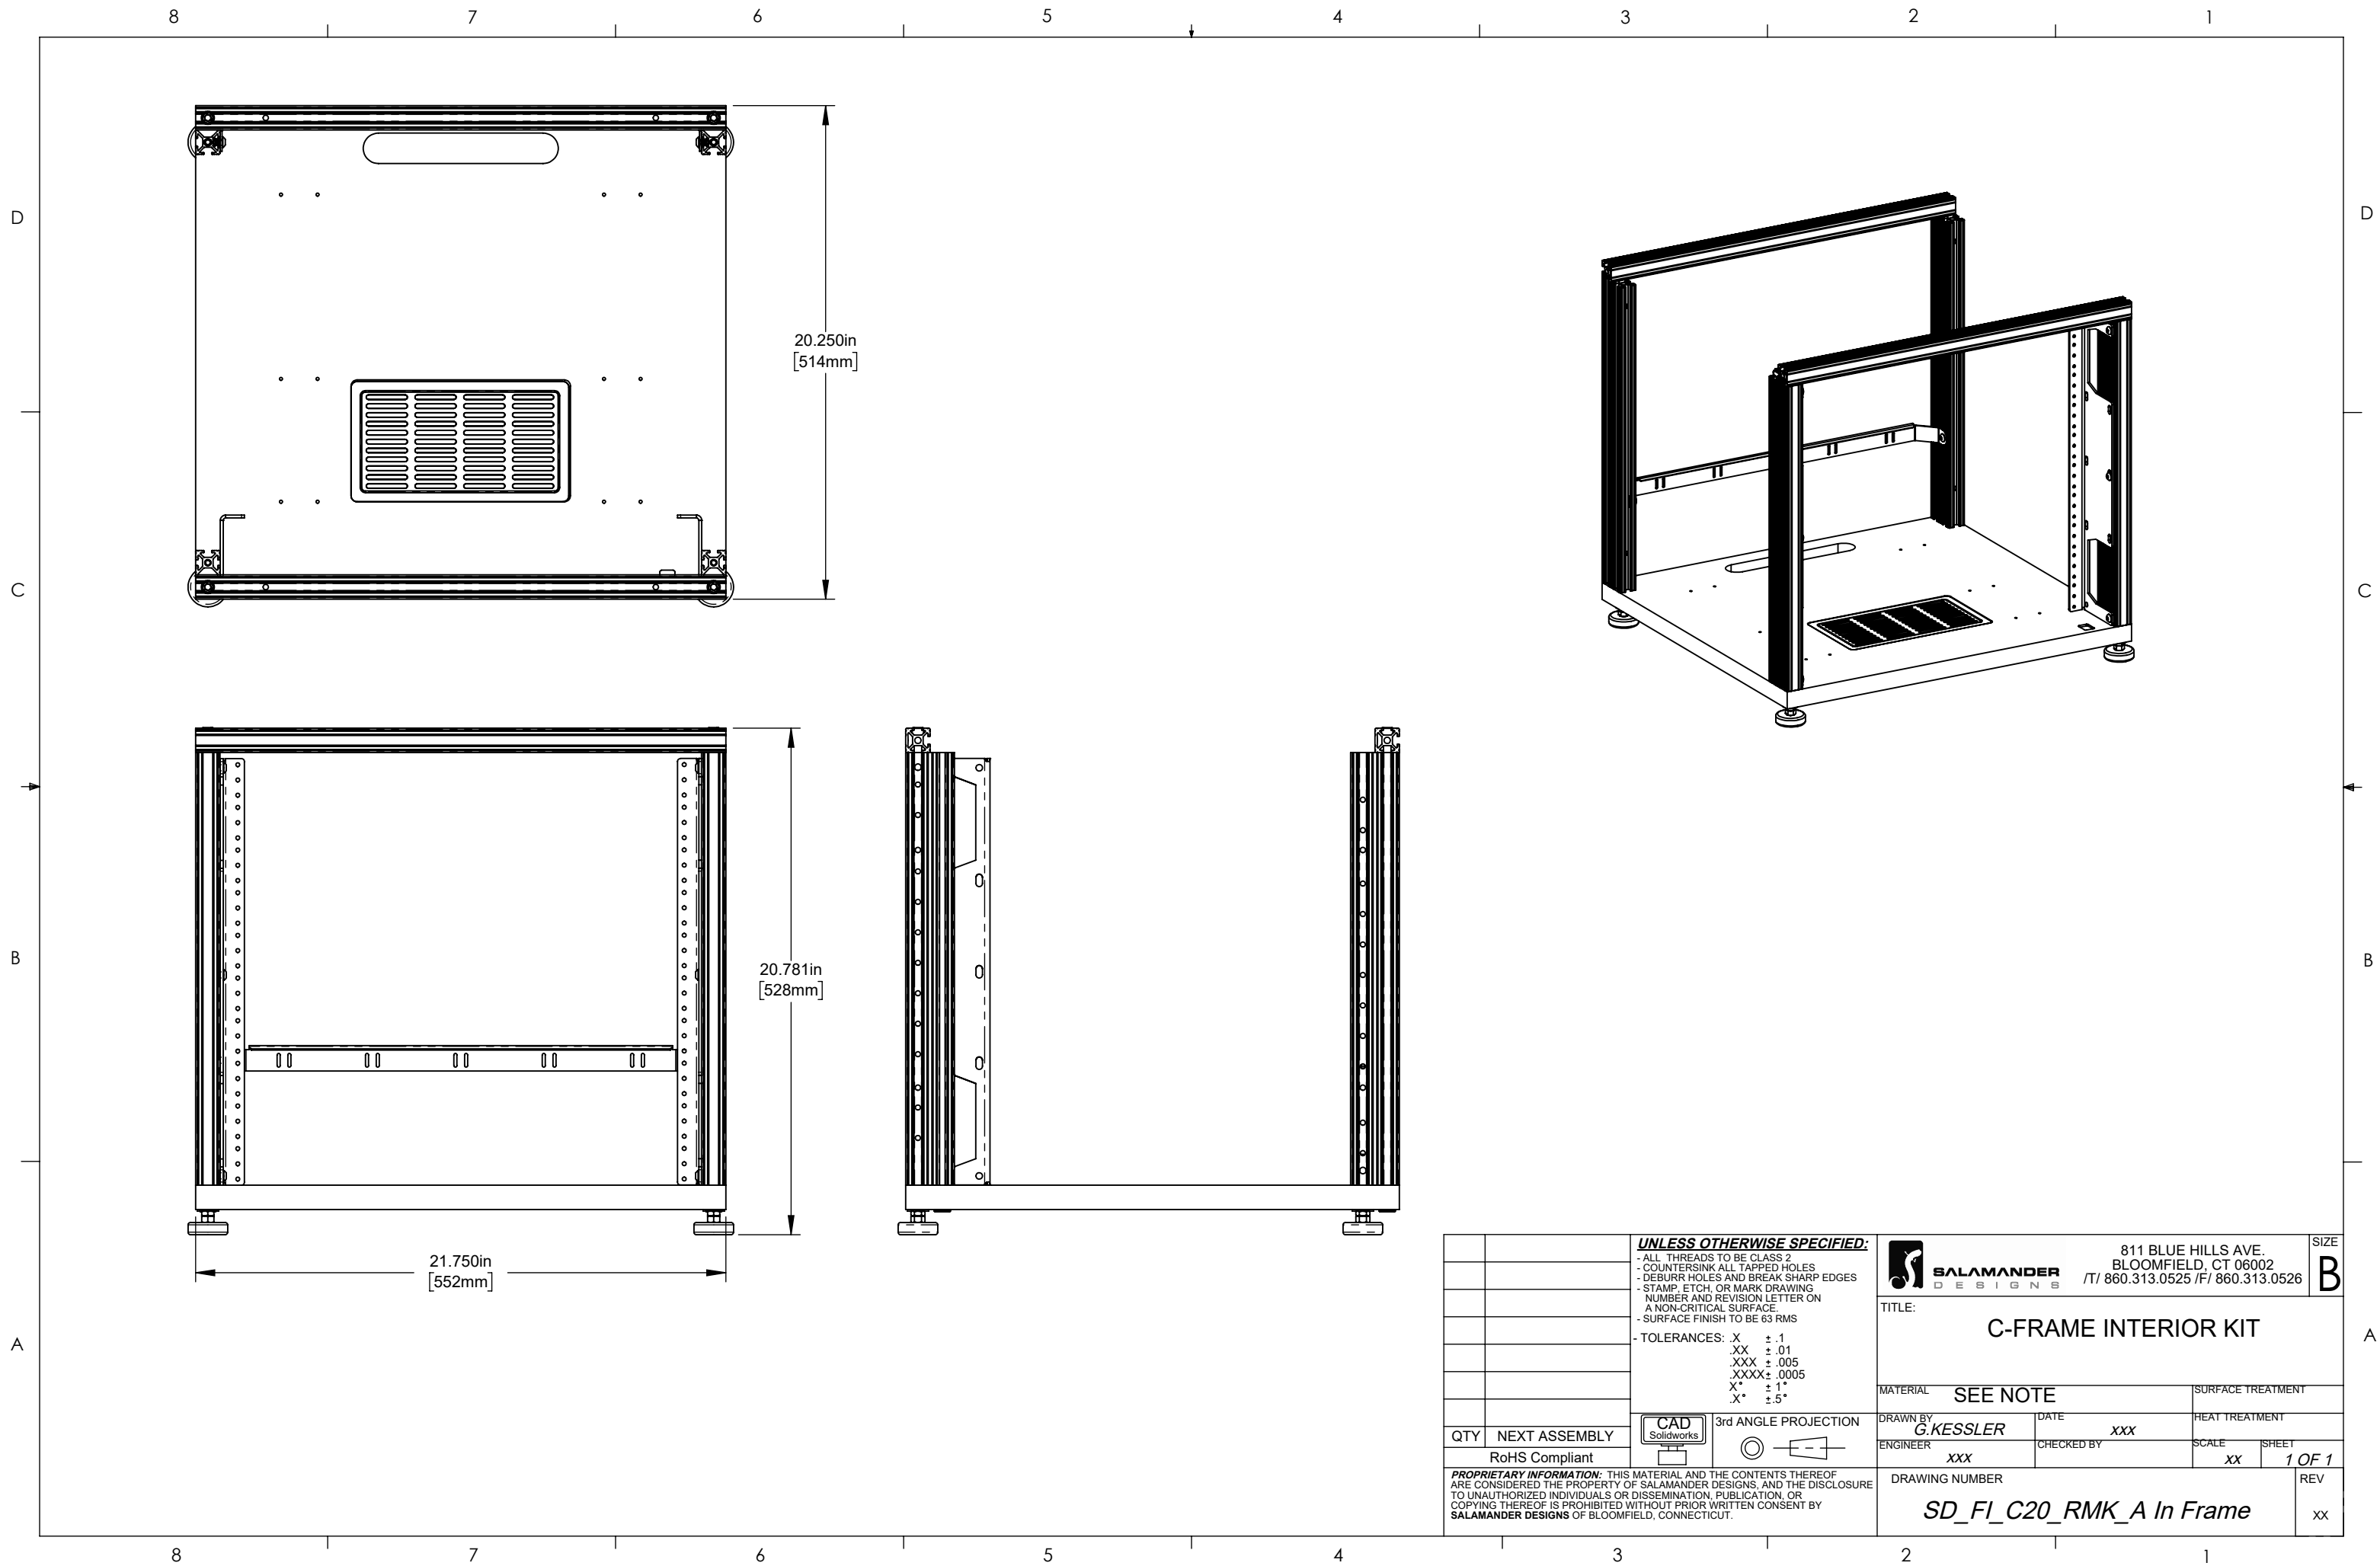 8 7 6 5 4 3 2 1
D D
C C
B B
A A
20.250in
[514mm]
20.781in
[528mm]
21.750in
[552mm]
UNLESS OTHERWISE SPECIFIED:
- ALL THREADS TO BE CLASS 2
- COUNTERSINK ALL TAPPED HOLES
- DEBURR HOLES AND BREAK SHARP EDGES
- STAMP, ETCH, OR MARK DRAWING
NUMBER AND REVISION LETTER ON
A NON-CRITICAL SURFACE.
- SURFACE FINISH TO BE 63 RMS
- TOLERANCES: .X ± .1
.XX ± .01
.XXX ± .005
.XXXX± .0005
X° ± 1°
.X° ±.5°
QTY NEXT ASSEMBLY
RoHS Compliant
CAD
Solidworks
3rd ANGLE PROJECTION
PROPRIETARY INFORMATION: THIS MATERIAL AND THE CONTENTS THEREOF
ARE CONSIDERED THE PROPERTY OF SALAMANDER DESIGNS, AND THE DISCLOSURE
TO UNAUTHORIZED INDIVIDUALS OR DISSEMINATION, PUBLICATION, OR
COPYING THEREOF IS PROHIBITED WITHOUT PRIOR WRITTEN CONSENT BY
SALAMANDER DESIGNS OF BLOOMFIELD, CONNECTICUT.
SALAMANDER
DESIGNS
811 BLUE HILLS AVE.
BLOOMFIELD, CT 06002
/T/ 860.313.0525 /F/ 860.313.0526
SIZE
B
TITLE:
C-FRAME INTERIOR KIT
MATERIAL SEE NOTE
SURFACE TREATMENT
DRAWN BY
G.KESSLER
DATE
xxx
HEAT TREATMENT
ENGINEER
xxx
CHECKED BY
SCALE
xx
SHEET
1 OF 1
DRAWING NUMBER
SD_FI_C20_RMK_A In Frame
REV
xx
8 7 6 5 4 3 2 1